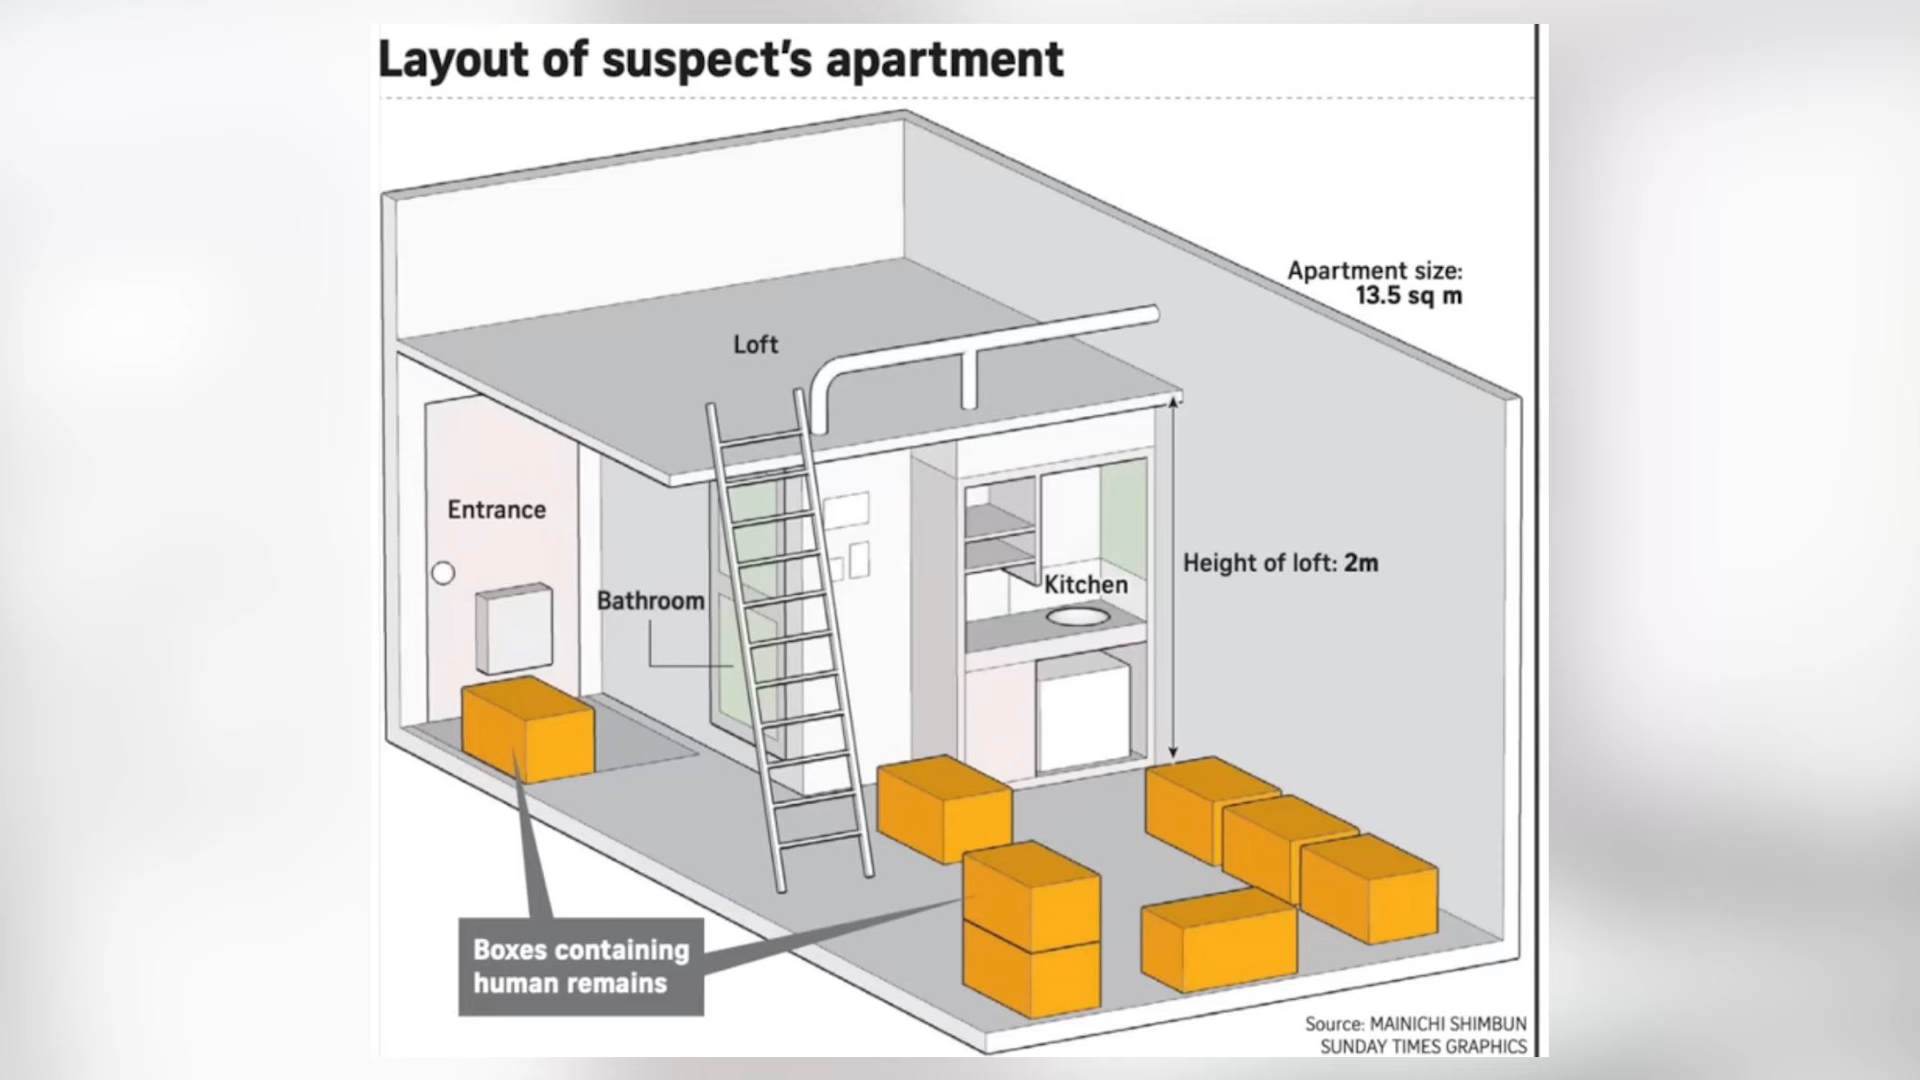 Layout of suspect's apartment
Apartment size:
13.5 sq m
Loft
Entrance
Height of loft: 2m
Kitchen
Bathroom
Boxes containing
human remains
Source: MAINICHI SHIMBUN
SUNDAY TIMES GRAPHICS